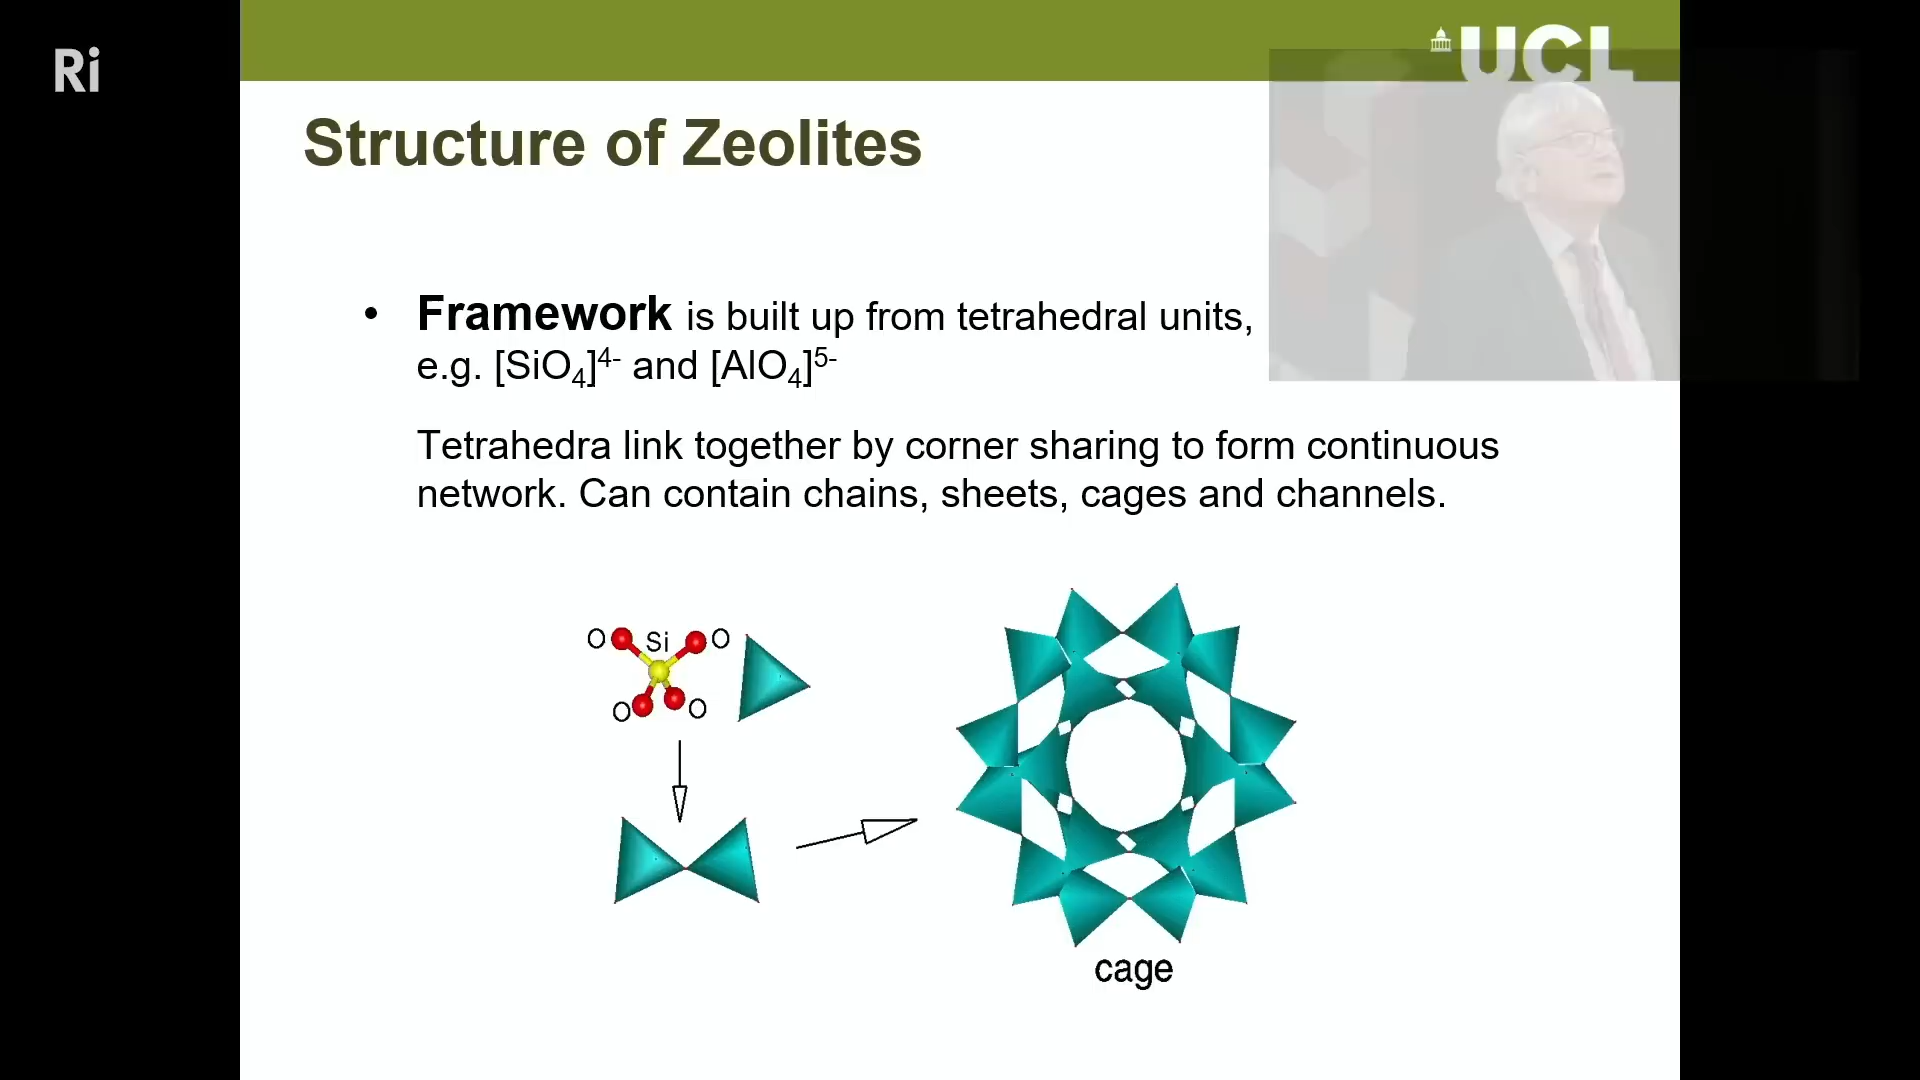 Ri
UCL
Structure of Zeolites
• Framework is built up from tetrahedral units,
e.g. [SiO₄]⁴⁻ and [AlO₄]⁵⁻
Tetrahedra link together by corner sharing to form continuous
network. Can contain chains, sheets, cages and channels.
O Si O
O O
cage